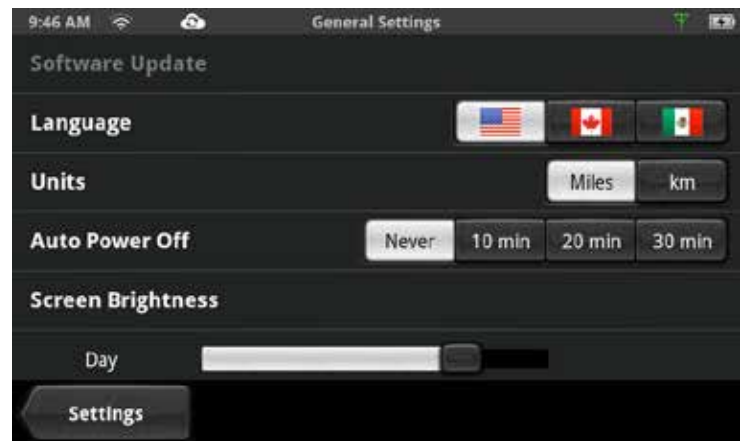 9:46 AM General Settings
Software Update
Language
Units Miles km
Auto Power Off Never 10 min 20 min 30 min
Screen Brightness
Day
Settings